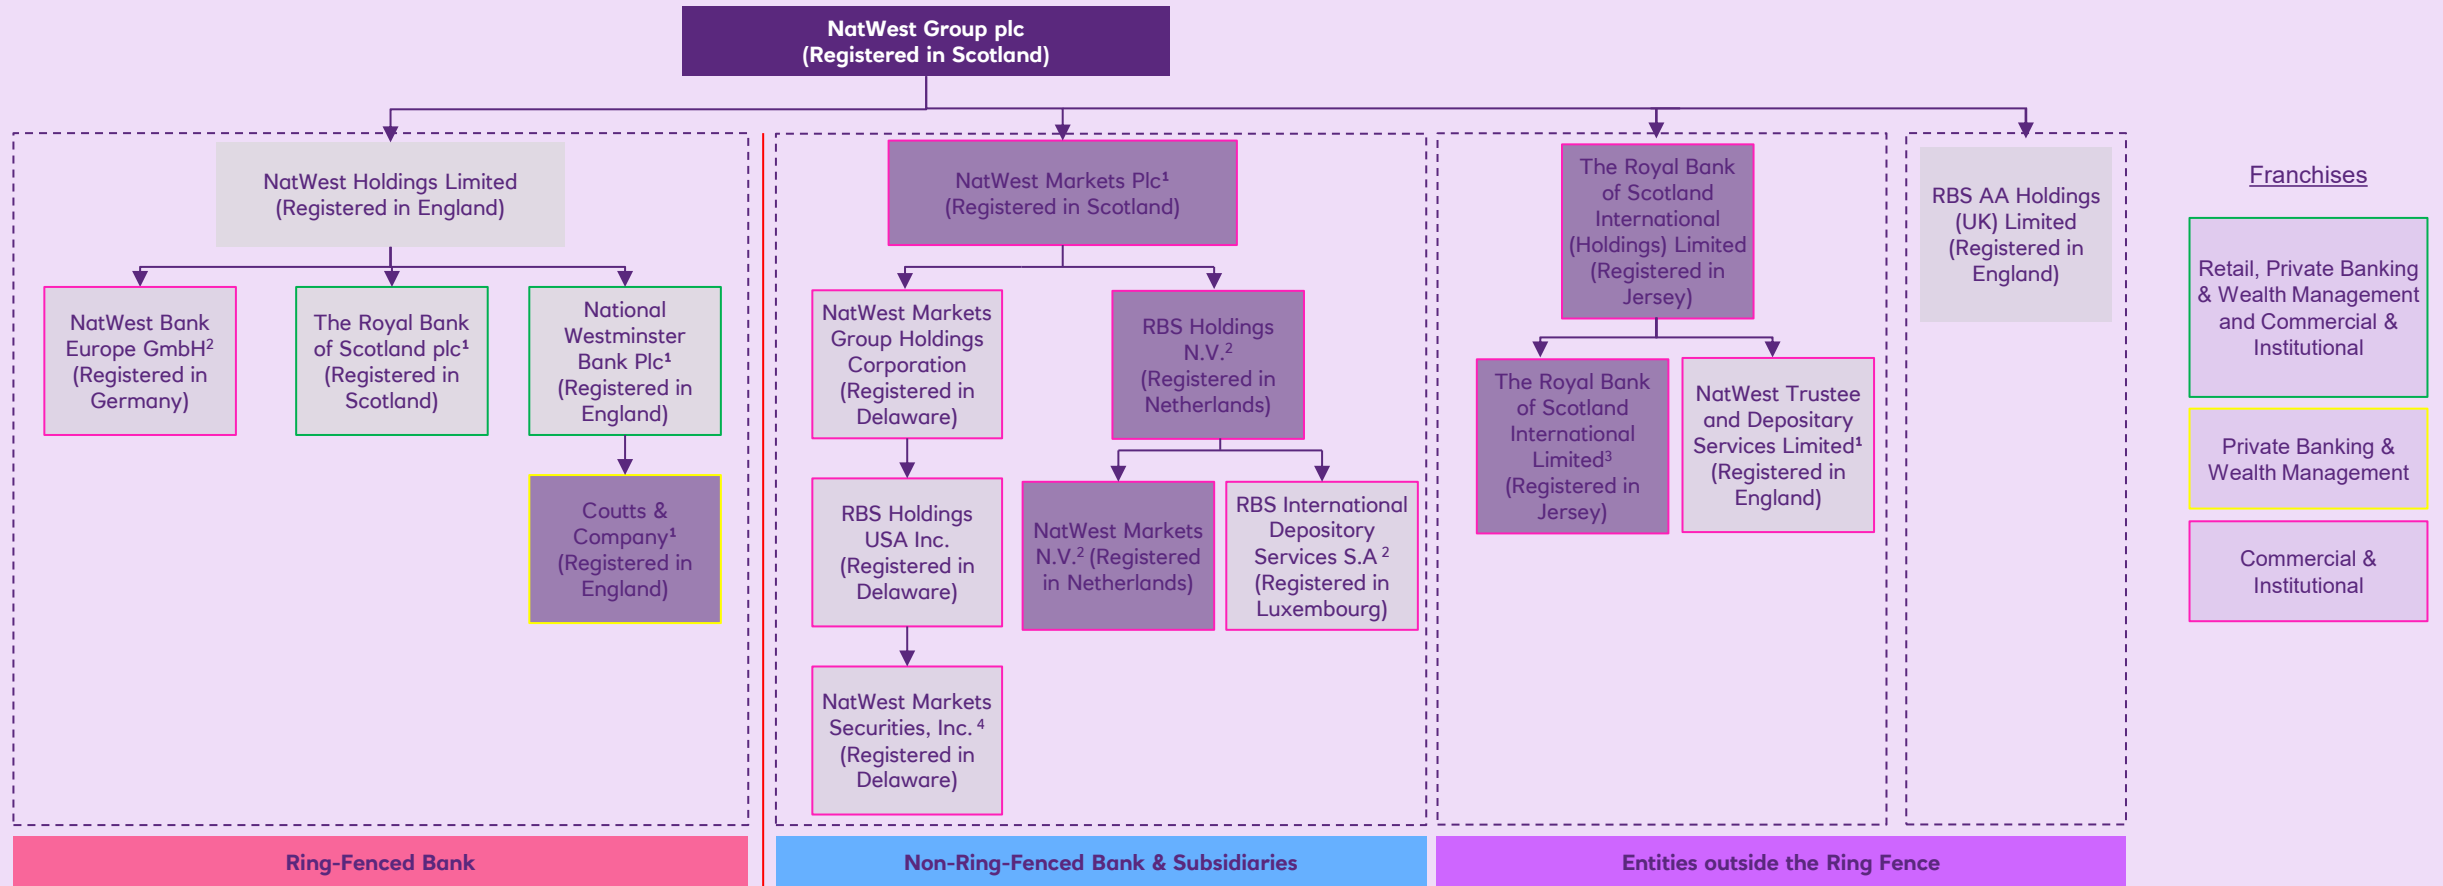 NatWest Group plc
(Registered in Scotland)
NatWest Holdings Limited
(Registered in England)
NatWest Bank
Europe GmbH²
(Registered in
Germany)
The Royal Bank
of Scotland plc¹
(Registered in
Scotland)
National
Westminster
Bank Plc¹
(Registered in
England)
Coutts &
Company¹
(Registered in
England)
Ring-Fenced Bank
NatWest Markets Plc¹
(Registered in Scotland)
NatWest Markets
Group Holdings
Corporation
(Registered in
Delaware)
RBS Holdings
USA Inc.
(Registered in
Delaware)
NatWest Markets
Securities, Inc. ⁴
(Registered in
Delaware)
RBS Holdings
N.V.²
(Registered in
Netherlands)
NatWest Markets
N.V.² (Registered
in Netherlands)
RBS International
Depository
Services S.A ²
(Registered in
Luxembourg)
Non-Ring-Fenced Bank & Subsidiaries
The Royal Bank
of Scotland
International
(Holdings) Limited
(Registered in
Jersey)
The Royal Bank
of Scotland
International
Limited³
(Registered in
Jersey)
NatWest Trustee
and Depositary
Services Limited¹
(Registered in
England)
RBS AA Holdings
(UK) Limited
(Registered in
England)
Entities outside the Ring Fence
Franchises
Retail, Private Banking
& Wealth Management
and Commercial &
Institutional
Private Banking &
Wealth Management
Commercial &
Institutional